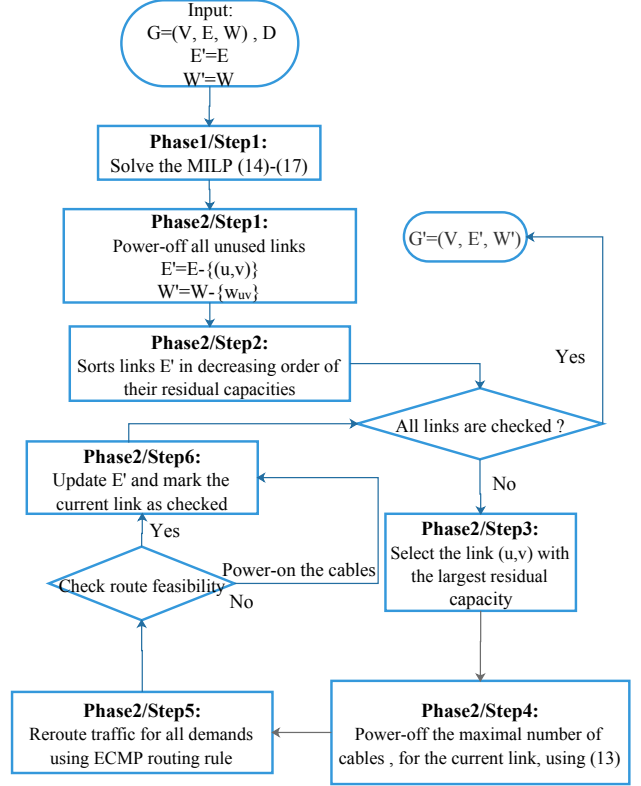 Input:
G=(V, E, W) , D
E'=E
W'=W
Phase1/Step1:
Solve the MILP (14)-(17)
Phase2/Step1:
Power-off all unused links
E'=E-{(u,v)}
W'=W-{wuv}
G'=(V, E', W')
Phase2/Step2:
Sorts links E' in decreasing order of
their residual capacities
Yes
All links are checked ?
Phase2/Step6:
Update E' and mark the
current link as checked
No
Yes
Phase2/Step3:
Select the link (u,v) with
the largest residual
capacity
Check route feasibility
Power-on the cables
No
Phase2/Step5:
Reroute traffic for all demands
using ECMP routing rule
Phase2/Step4:
Power-off the maximal number of
cables , for the current link, using (13)